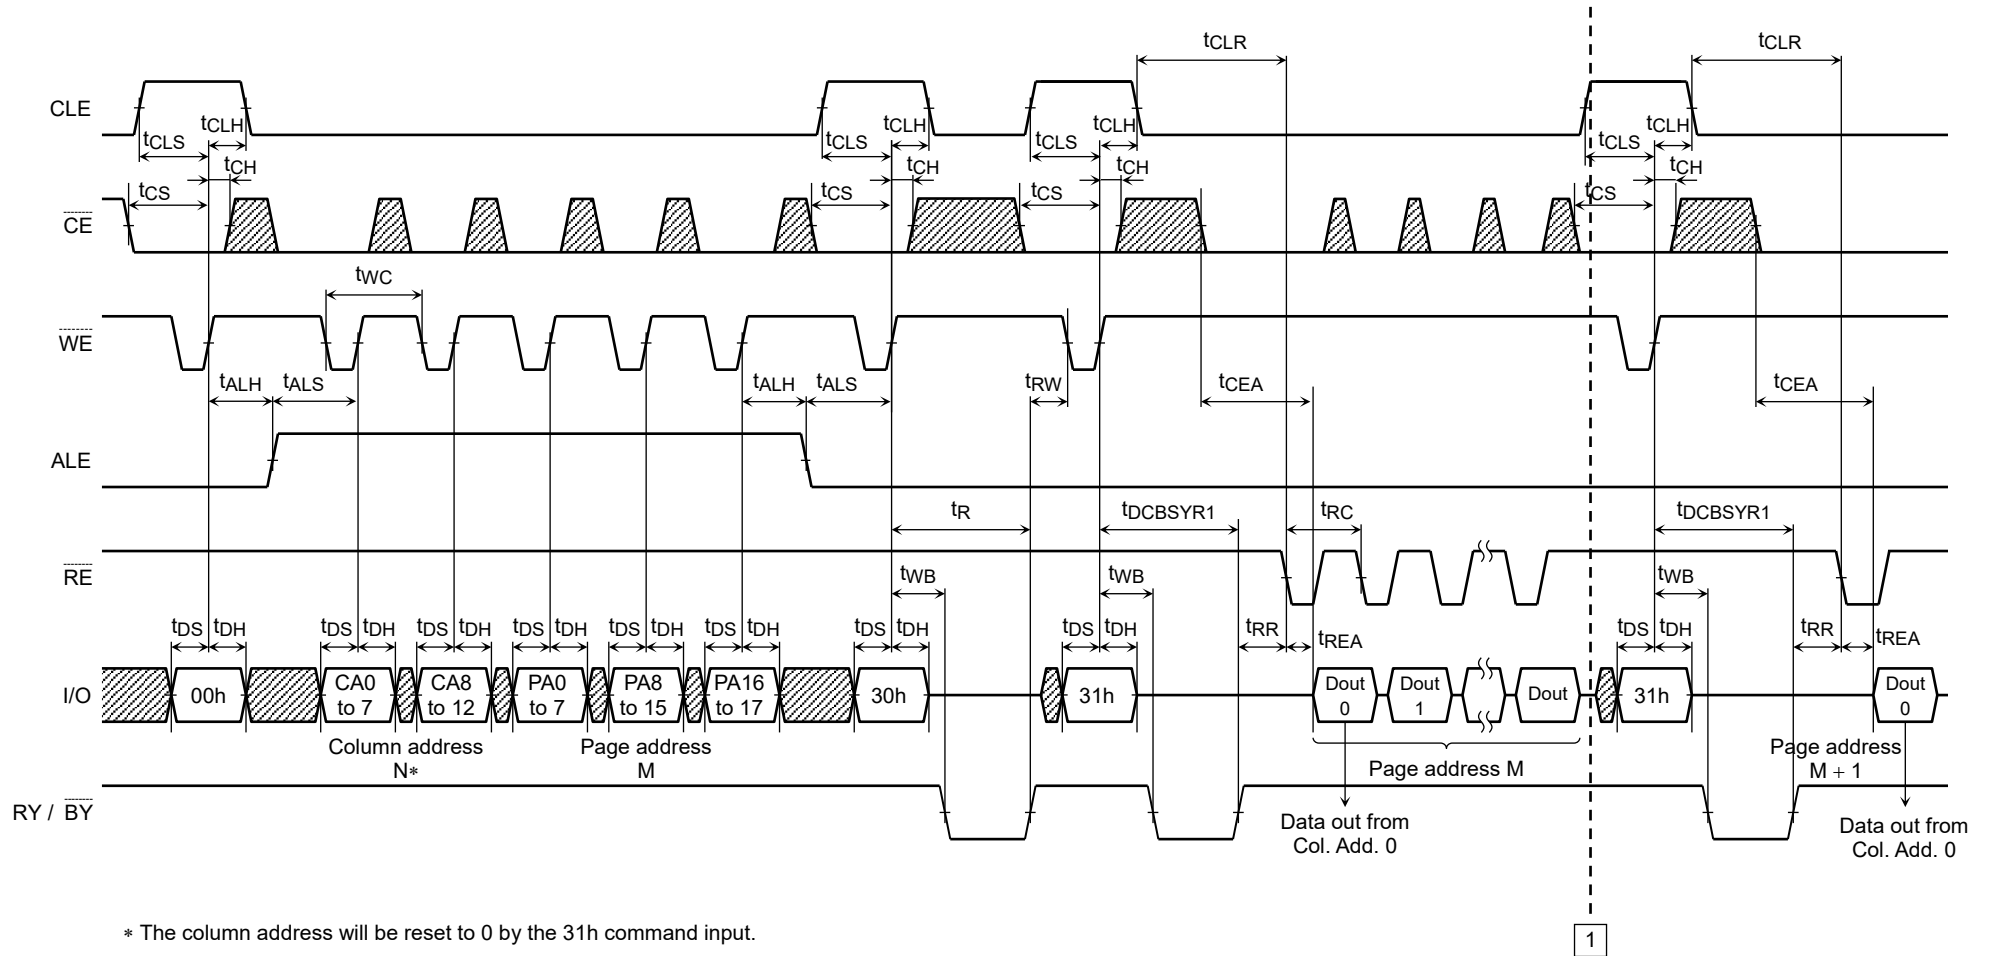 tCLR tCLR
CLE
tCLS tCLH tCLS tCLH tCLS tCLH tCLS tCLH
tCS tCH tCS tCH tCS tCH tCS tCH
CE
tWC
WE
tALH tALS tALH tALS tRW tCEA tCEA
ALE
tR tDCBSYR1 tRC tDCBSYR1
RE
tWB tWB tWB
tDS tDH tDS tDH tDS tDH tDS tDH tDS tDH tDS tDH tDS tDH tDS tDH tDS tDH
tRR tREA tRR tREA
I/O
00h
CA0
to 7
CA8
to 12
PA0
to 7
PA8
to 15
PA16
to 17
30h
31h
Dout
0
Dout
1
Dout
31h
Dout
0
Column address
N*
Page address
M
Page address M
Page address
M + 1
RY / BY
Data out from
Col. Add. 0
Data out from
Col. Add. 0
* The column address will be reset to 0 by the 31h command input.
1